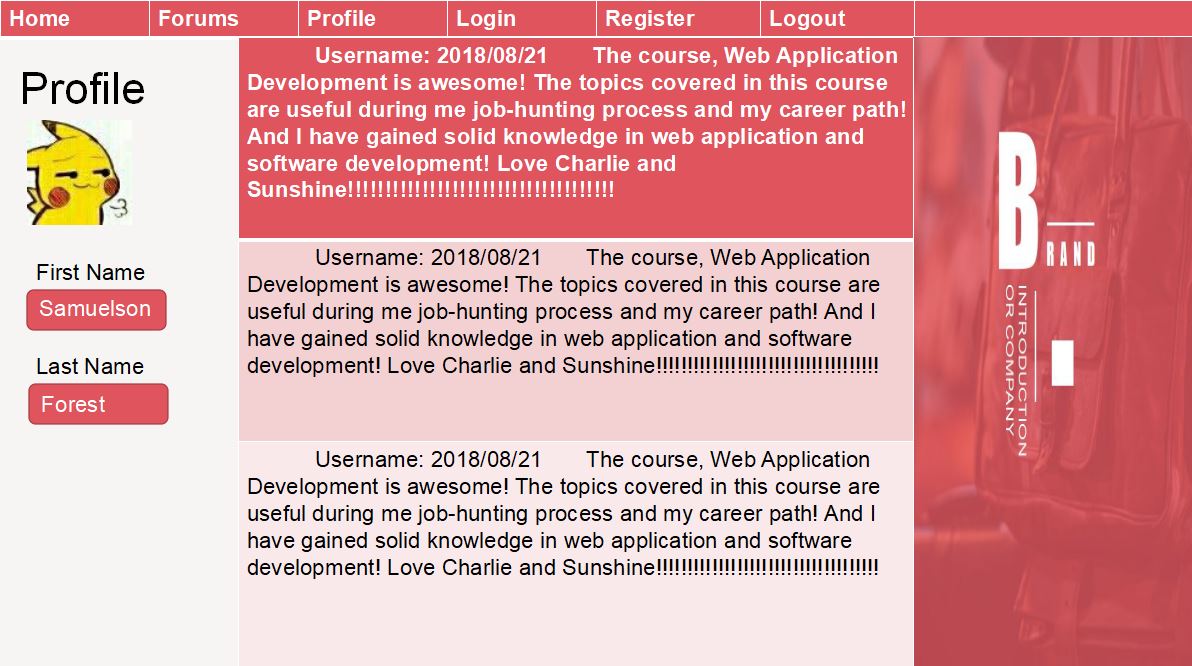 Home Forums Profile Login Register Logout
Profile
First Name
Samuelson
Last Name
Forest
Username: 2018/08/21 The course, Web Application
Development is awesome! The topics covered in this course
are useful during me job-hunting process and my career path!
And I have gained solid knowledge in web application and
software development! Love Charlie and
Sunshine!!!!!!!!!!!!!!!!!!!!!!!!!!!!!!!!!!!!
Username: 2018/08/21 The course, Web Application
Development is awesome! The topics covered in this course are
useful during me job-hunting process and my career path! And I
have gained solid knowledge in web application and software
development! Love Charlie and Sunshine!!!!!!!!!!!!!!!!!!!!!!!!!!!!!!!!!!!!
Username: 2018/08/21 The course, Web Application
Development is awesome! The topics covered in this course are
useful during me job-hunting process and my career path! And I
have gained solid knowledge in web application and software
development! Love Charlie and Sunshine!!!!!!!!!!!!!!!!!!!!!!!!!!!!!!!!!!!!
BRAND
INTRODUCTION
OR COMPANY